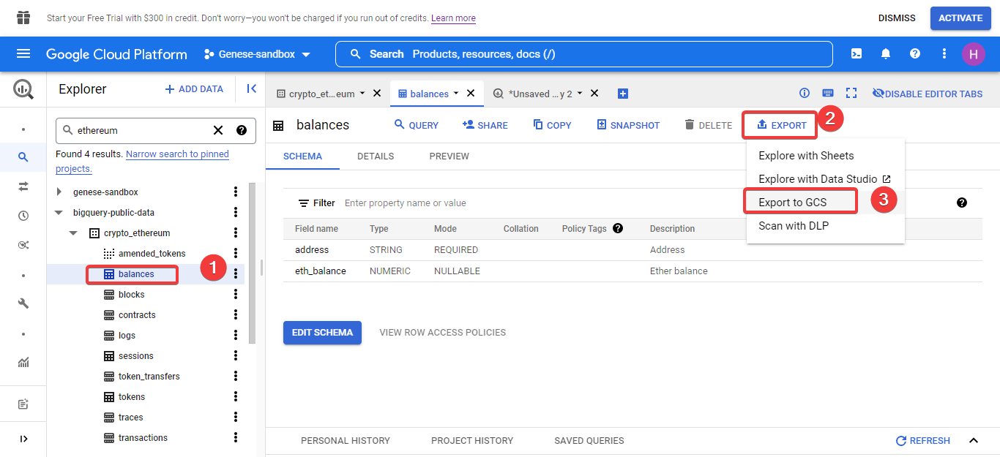 Start your Free Trial with $300 in credit. Don't worry—you won't be charged if you run out of credits. Learn more
DISMISS
ACTIVATE
Google Cloud Platform
Genese-sandbox
Search Products, resources, docs (/)
H
Explorer
+ ADD DATA
crypto_et...eum
balances
*Unsaved ...y 2
DISABLE EDITOR TABS
ethereum
Found 4 results. Narrow search to pinned
projects.
genese-sandbox
bigquery-public-data
crypto_ethereum
amended_tokens
balances
1
blocks
contracts
logs
sessions
token_transfers
tokens
traces
transactions
balances
QUERY
SHARE
COPY
SNAPSHOT
DELETE
EXPORT
2
Explore with Sheets
Explore with Data Studio
Export to GCS
3
Scan with DLP
SCHEMA
DETAILS
PREVIEW
Filter Enter property name or value
Field name Type Mode Collation Policy Tags Description
address STRING REQUIRED Address
eth_balance NUMERIC NULLABLE Ether balance
EDIT SCHEMA
VIEW ROW ACCESS POLICIES
PERSONAL HISTORY
PROJECT HISTORY
SAVED QUERIES
REFRESH